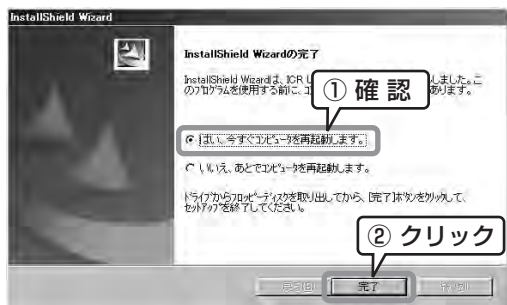 InstallShield Wizard
InstallShield Wizardの完了
InstallShield Wizardは、ICR
しました。こ
のプログラムを使用する前に、コ
あります。
① 確 認
はい、今すぐコンピュータを再起動します。
いいえ、あとでコンピュータを再起動します。
ドライブからフロッピーディスクを取り出してから、[完了]ボタンをクリックして、
セットアップを終了してください。
② クリック
完了